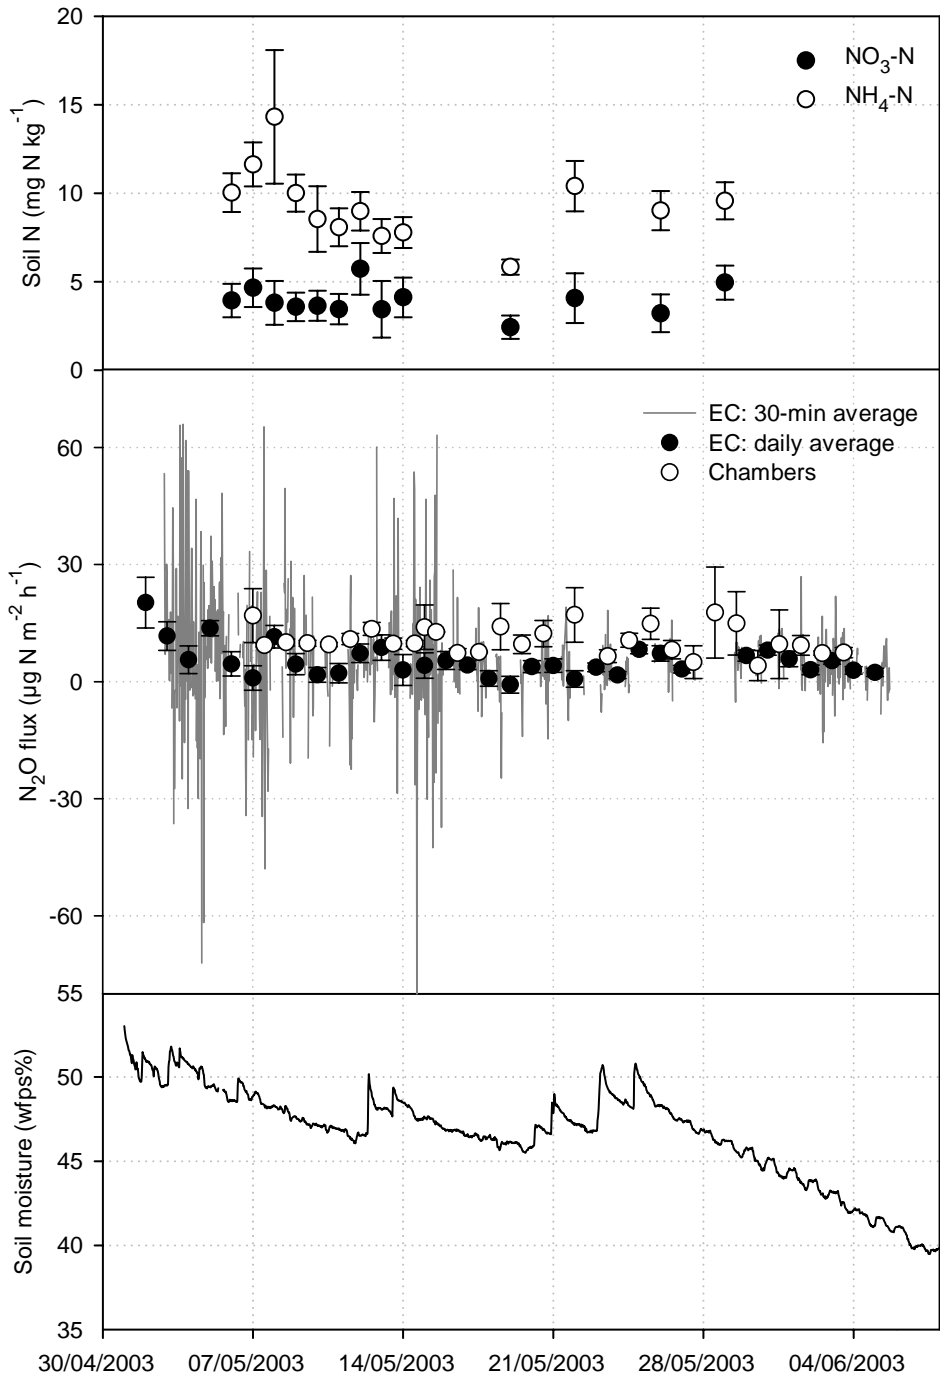 20
15
10
5
0
Soil N (mg N kg⁻¹)
NO₃-N
NH₄-N
60
30
0
-30
-60
N₂O flux (µg N m⁻² h⁻¹)
EC: 30-min average
EC: daily average
Chambers
55
50
45
40
35
Soil moisture (wfps%)
30/04/2003 07/05/2003 14/05/2003 21/05/2003 28/05/2003 04/06/2003